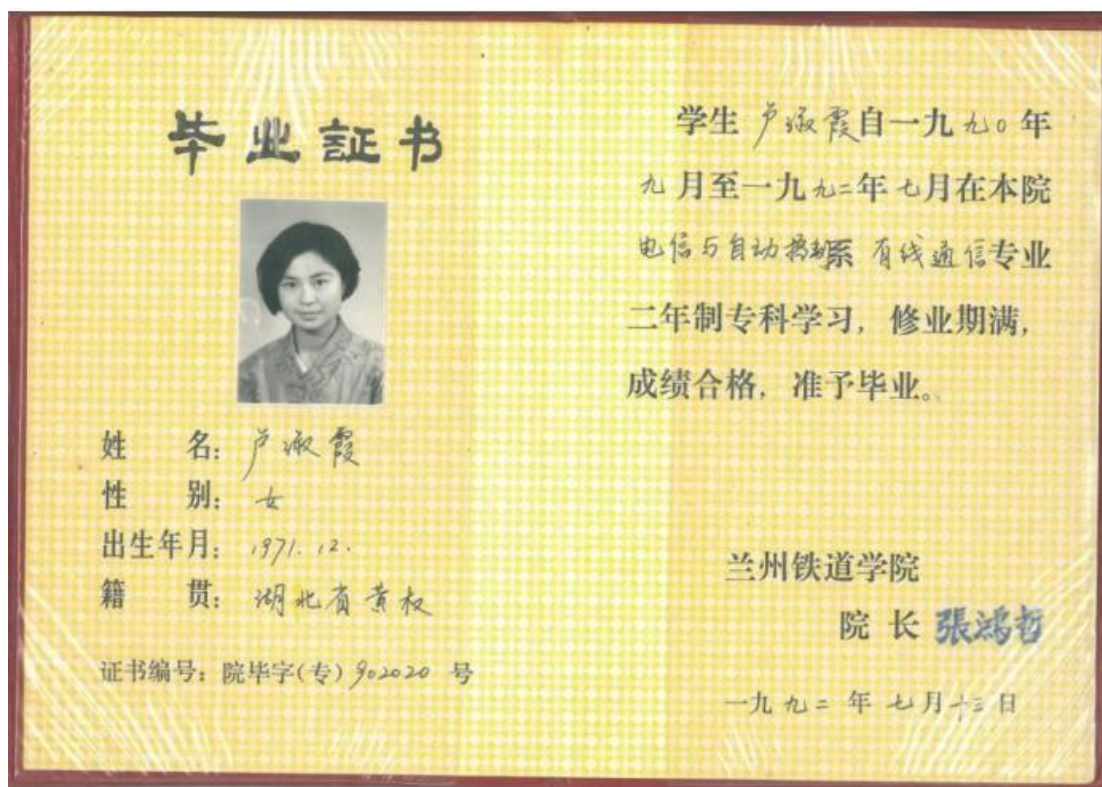 毕业証书
姓 名：卢淑霞
性 别：女
出生年月：1971.12.
籍 贯：湖北省黄
证书编号：院毕字(专)902020 号
学生 卢淑霞自一九九〇年
九月至一九九二年七月在本院
电信与自动控制系 有线通信专业
二年制专科学习，修业期满，
成绩合格，准予毕业。
兰州铁道学院
院 长 張鴻哲
一九九二年七月十三日